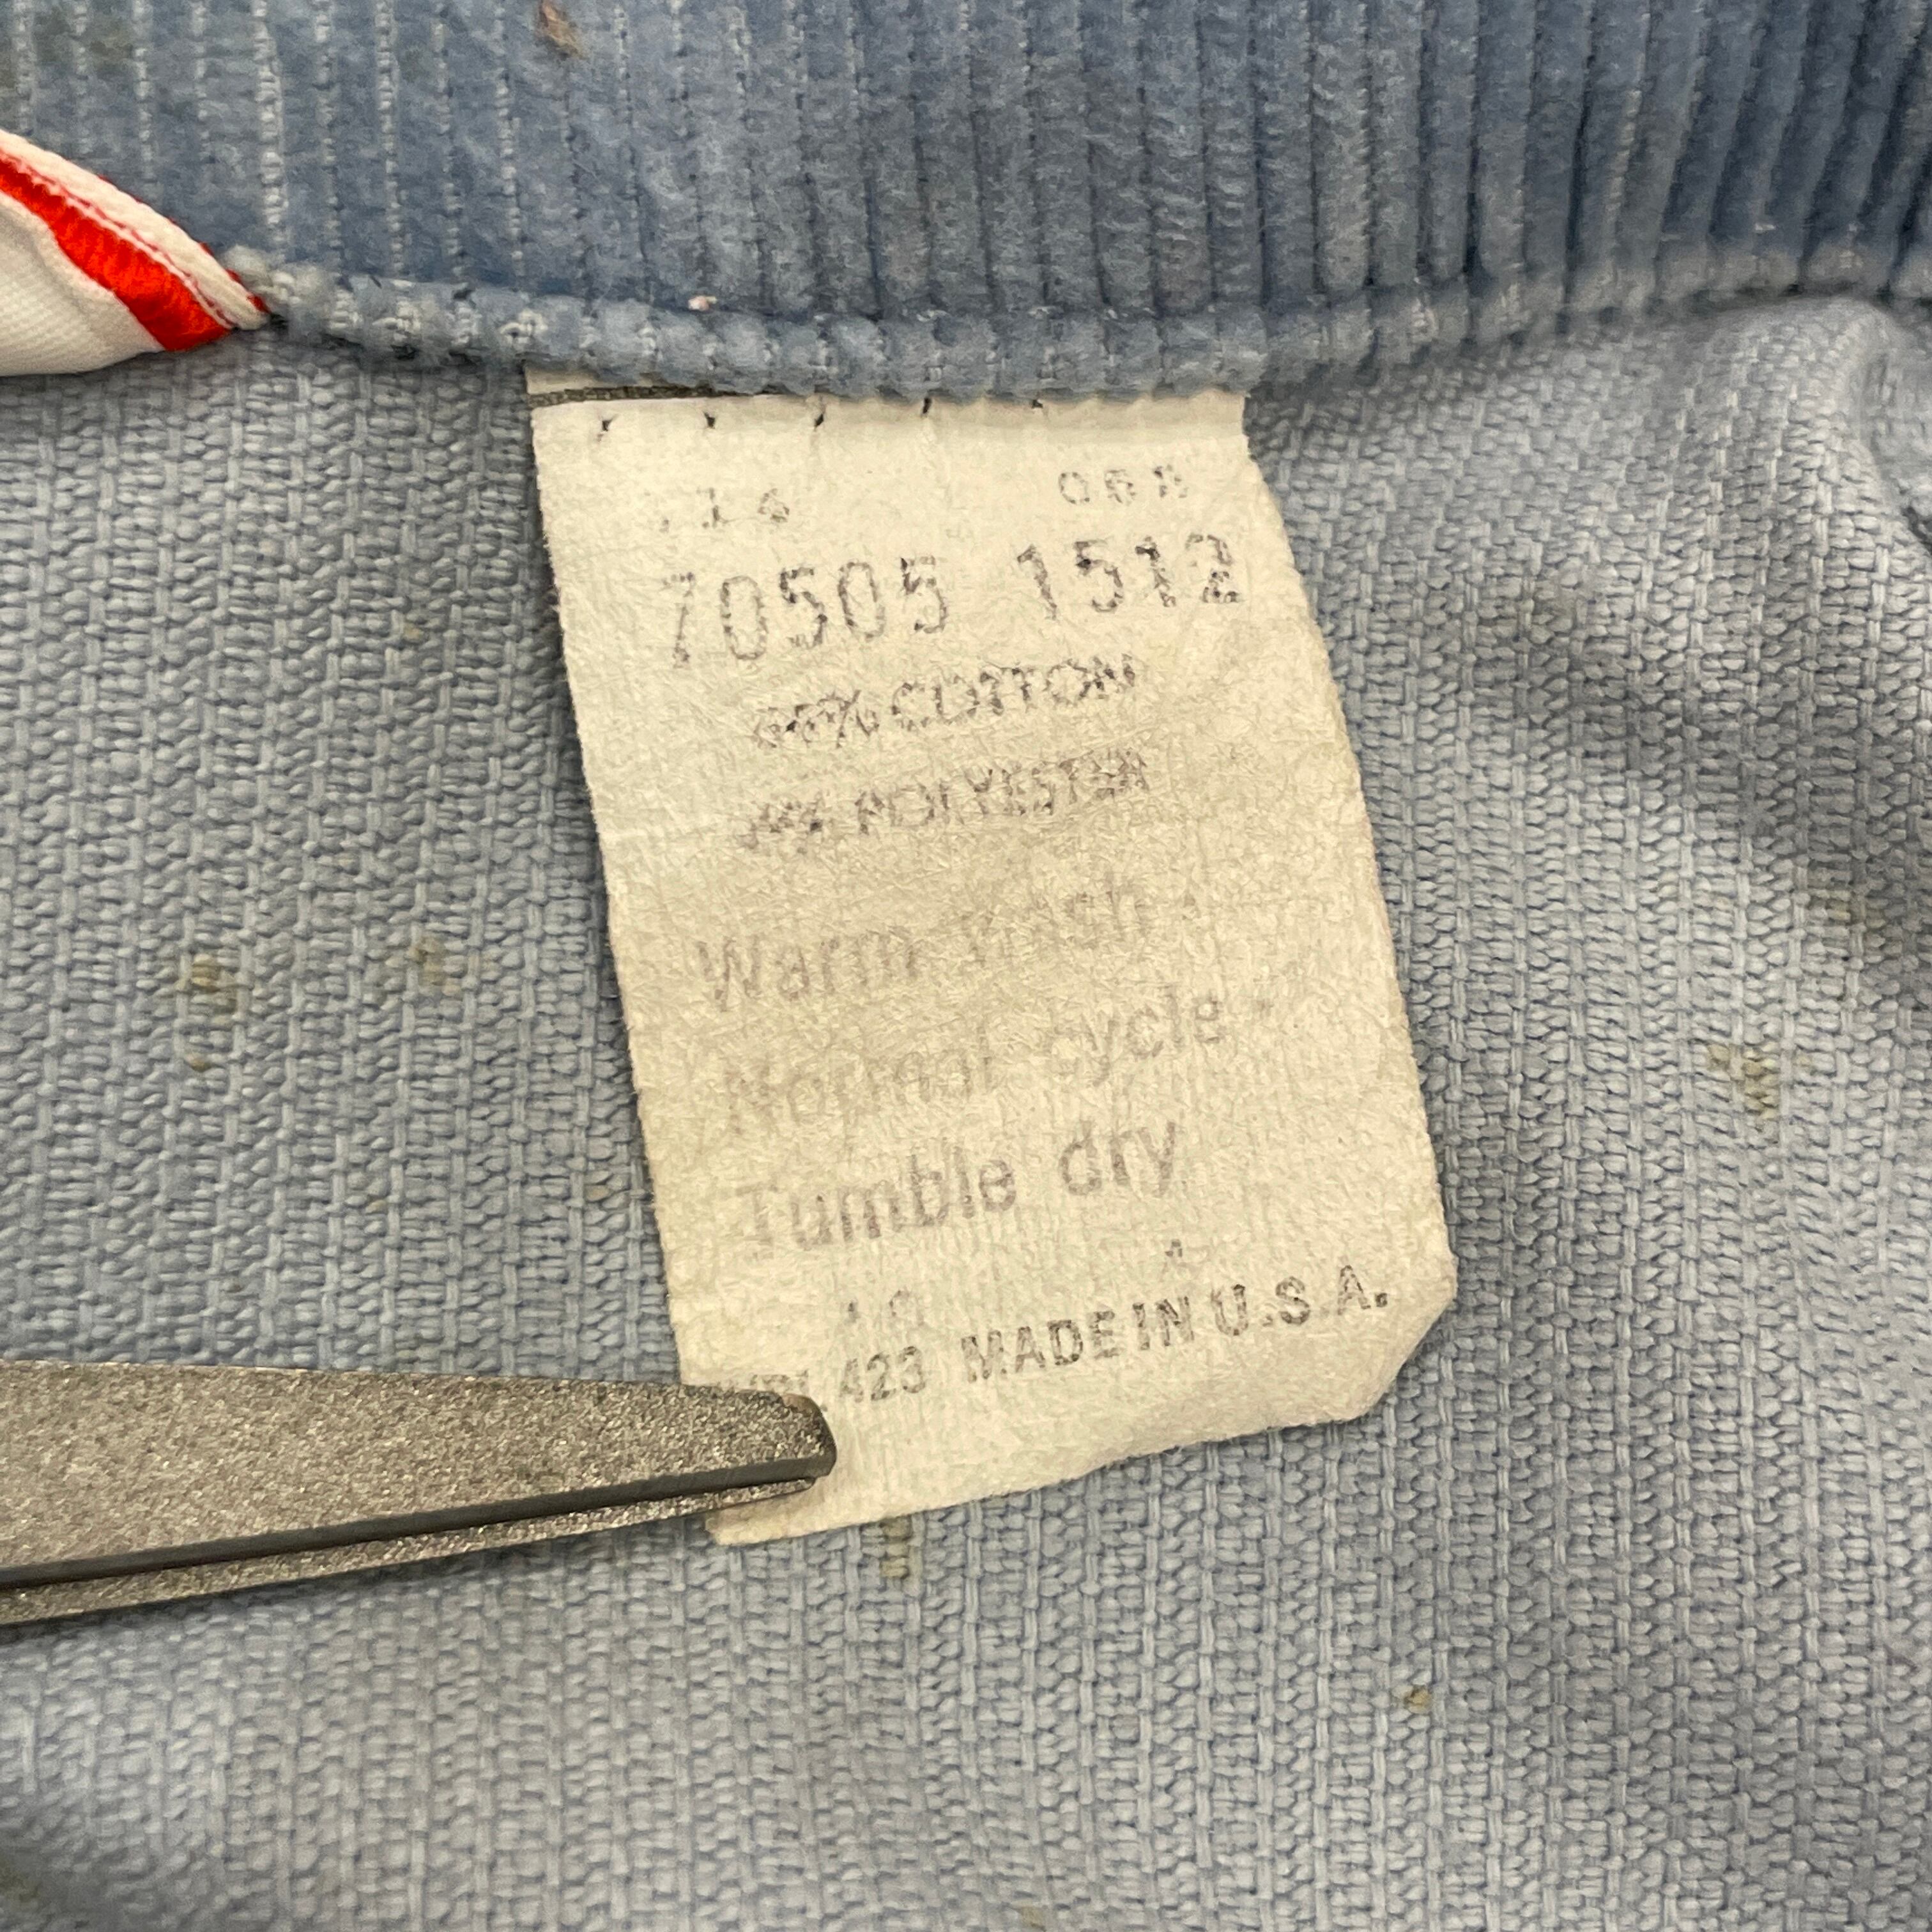 70505 1512
COTTON
POLYESTER
Warm wash
Normal cycle
Tumble dry
423 MADE IN U.S.A.